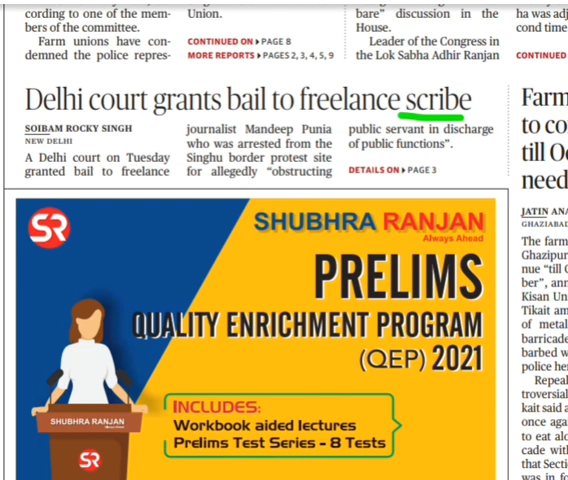 cording to one of the mem-
bers of the committee.
Farm unions have con-
demned the police repres-
Union.
CONTINUED ON ▸ PAGE 8
MORE REPORTS ▸ PAGES 2, 3, 4, 5, 9
bare” discussion in the
House.
Leader of the Congress in
the Lok Sabha Adhir Ranjan
ha was adj
cond time
CONTINUED
Delhi court grants bail to freelance scribe
SOIBAM ROCKY SINGH
NEW DELHI
A Delhi court on Tuesday
granted bail to freelance
journalist Mandeep Punia
who was arrested from the
Singhu border protest site
for allegedly “obstructing
public servant in discharge
of public functions”.
DETAILS ON ▸ PAGE 3
SR
SHUBHRA RANJAN
Always Ahead
PRELIMS
QUALITY ENRICHMENT PROGRAM
(QEP) 2021
INCLUDES:
Workbook aided lectures
Prelims Test Series - 8 Tests
SHUBHRA RANJAN
SR
Farm
to co
till O
need
JATIN ANA
GHAZIABAD
The farm
Ghazipur
nue “till O
ber”, ann
Kisan Un
Tikait am
of metal
barricade
barbed w
police her
Repeal
troversial
kait said a
once agai
to eat alo
cade with
that Secti
was in fo